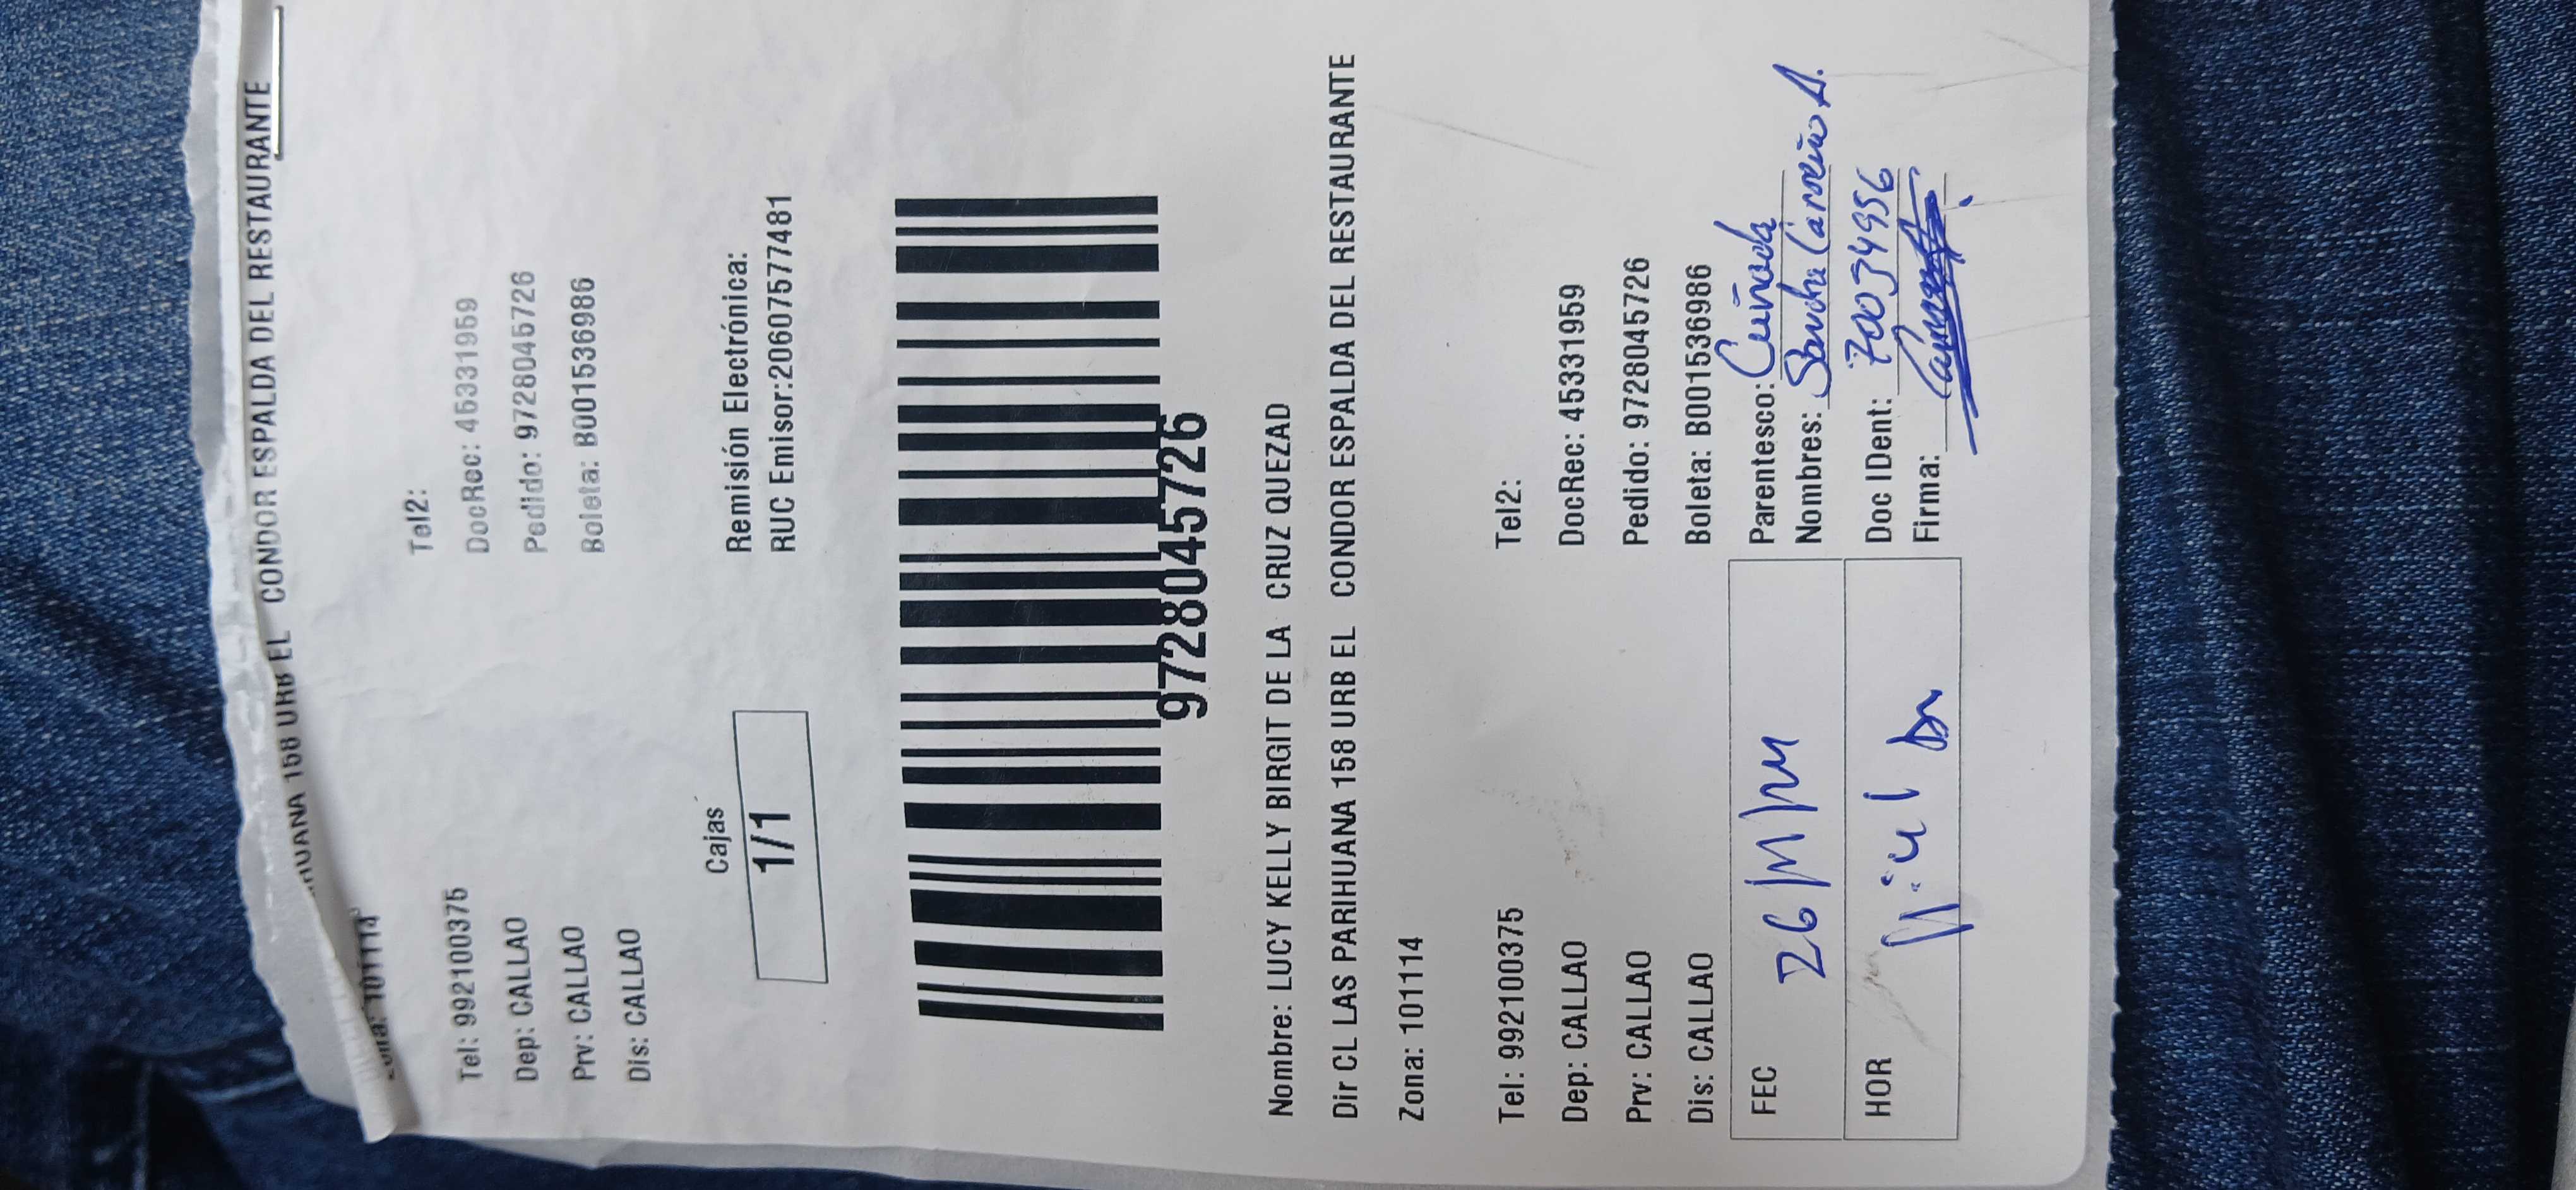 RIHUANA 158 URB EL CONDOR ESPALDA DEL RESTAURANTE
Zona: 101114
Tel: 992100375 Tel2:
Dep: CALLAO DocRec: 45331959
Prv: CALLAO Pedido: 9728045726
Dis: CALLAO Boleta: B001536986
Cajas Remisión Electrónica:
1/1 RUC Emisor:20607577481
9728045726
Nombre: LUCY KELLY BIRGIT DE LA CRUZ QUEZAD
Dir CL LAS PARIHUANA 158 URB EL CONDOR ESPALDA DEL RESTAURANTE
Zona: 101114
Tel: 992100375 Tel2:
Dep: CALLAO DocRec: 45331959
Prv: CALLAO Pedido: 9728045726
Dis: CALLAO Boleta: B001536986
FEC 26 Parentesco: Cuñada
Nombres: Sandra Carreño A.
HOR Doc IDent: 70034956
Firma: